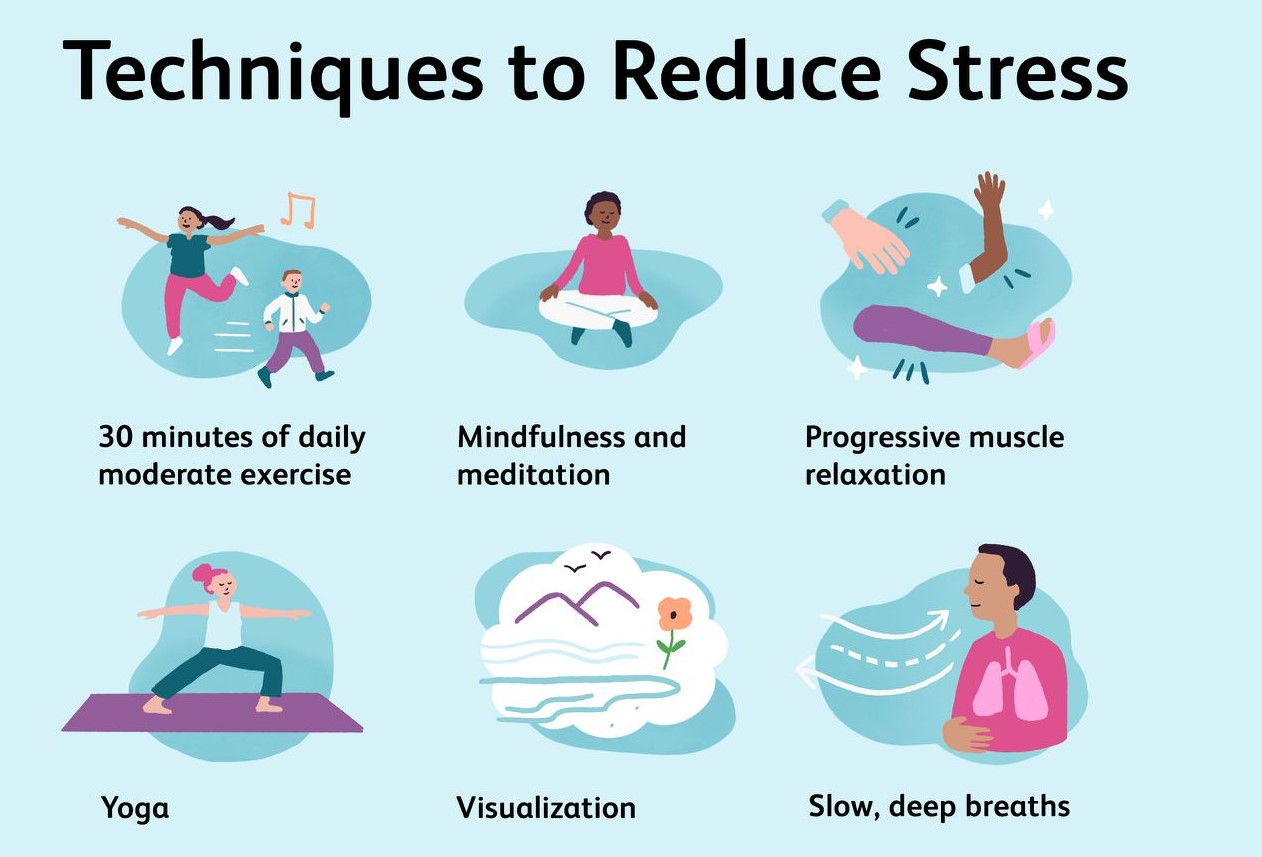 Techniques to Reduce Stress
30 minutes of daily
moderate exercise
Mindfulness and
meditation
Progressive muscle
relaxation
Yoga
Visualization
Slow, deep breaths